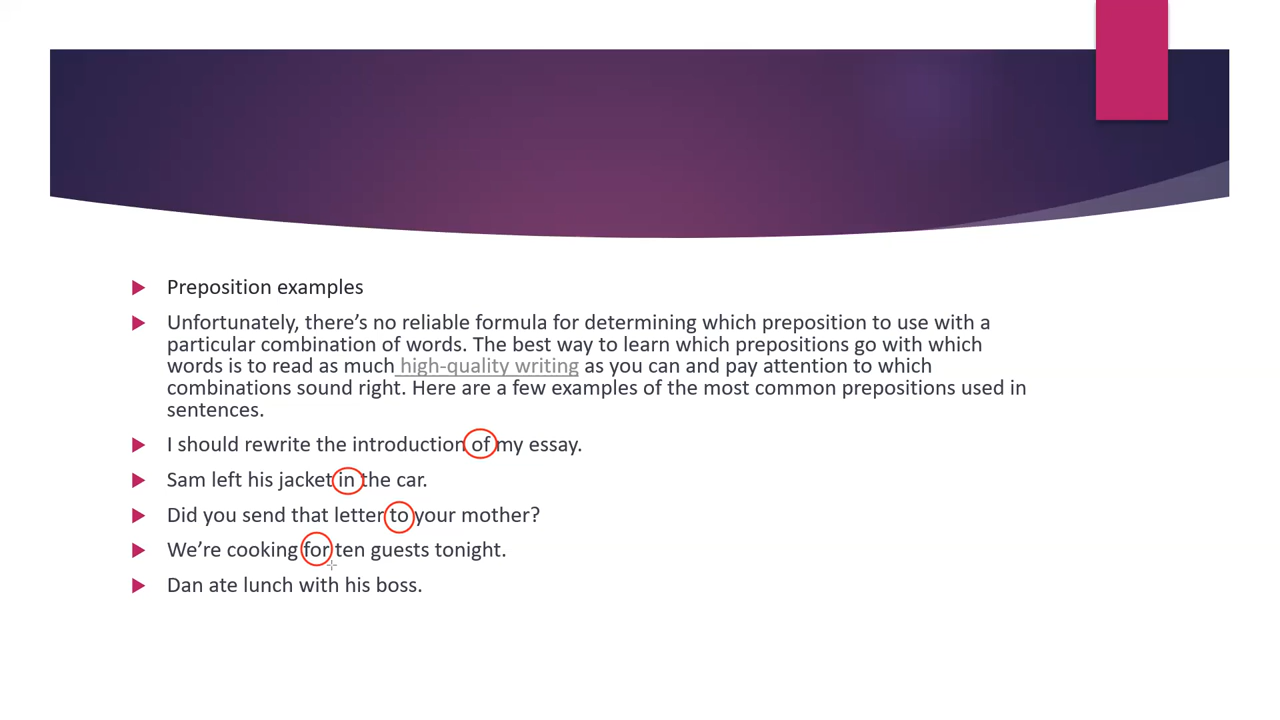 Preposition examples
Unfortunately, there's no reliable formula for determining which preposition to use with a
particular combination of words. The best way to learn which prepositions go with which
words is to read as much high-quality writing as you can and pay attention to which
combinations sound right. Here are a few examples of the most common prepositions used in
sentences.
I should rewrite the introduction of my essay.
Sam left his jacket in the car.
Did you send that letter to your mother?
We’re cooking for ten guests tonight.
Dan ate lunch with his boss.